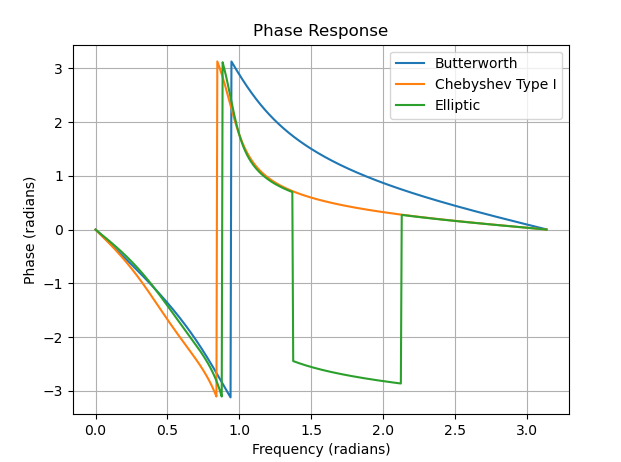 Phase Response
Butterworth
Chebyshev Type I
Elliptic
Phase (radians)
3
2
1
0
−1
−2
−3
0.0 0.5 1.0 1.5 2.0 2.5 3.0
Frequency (radians)